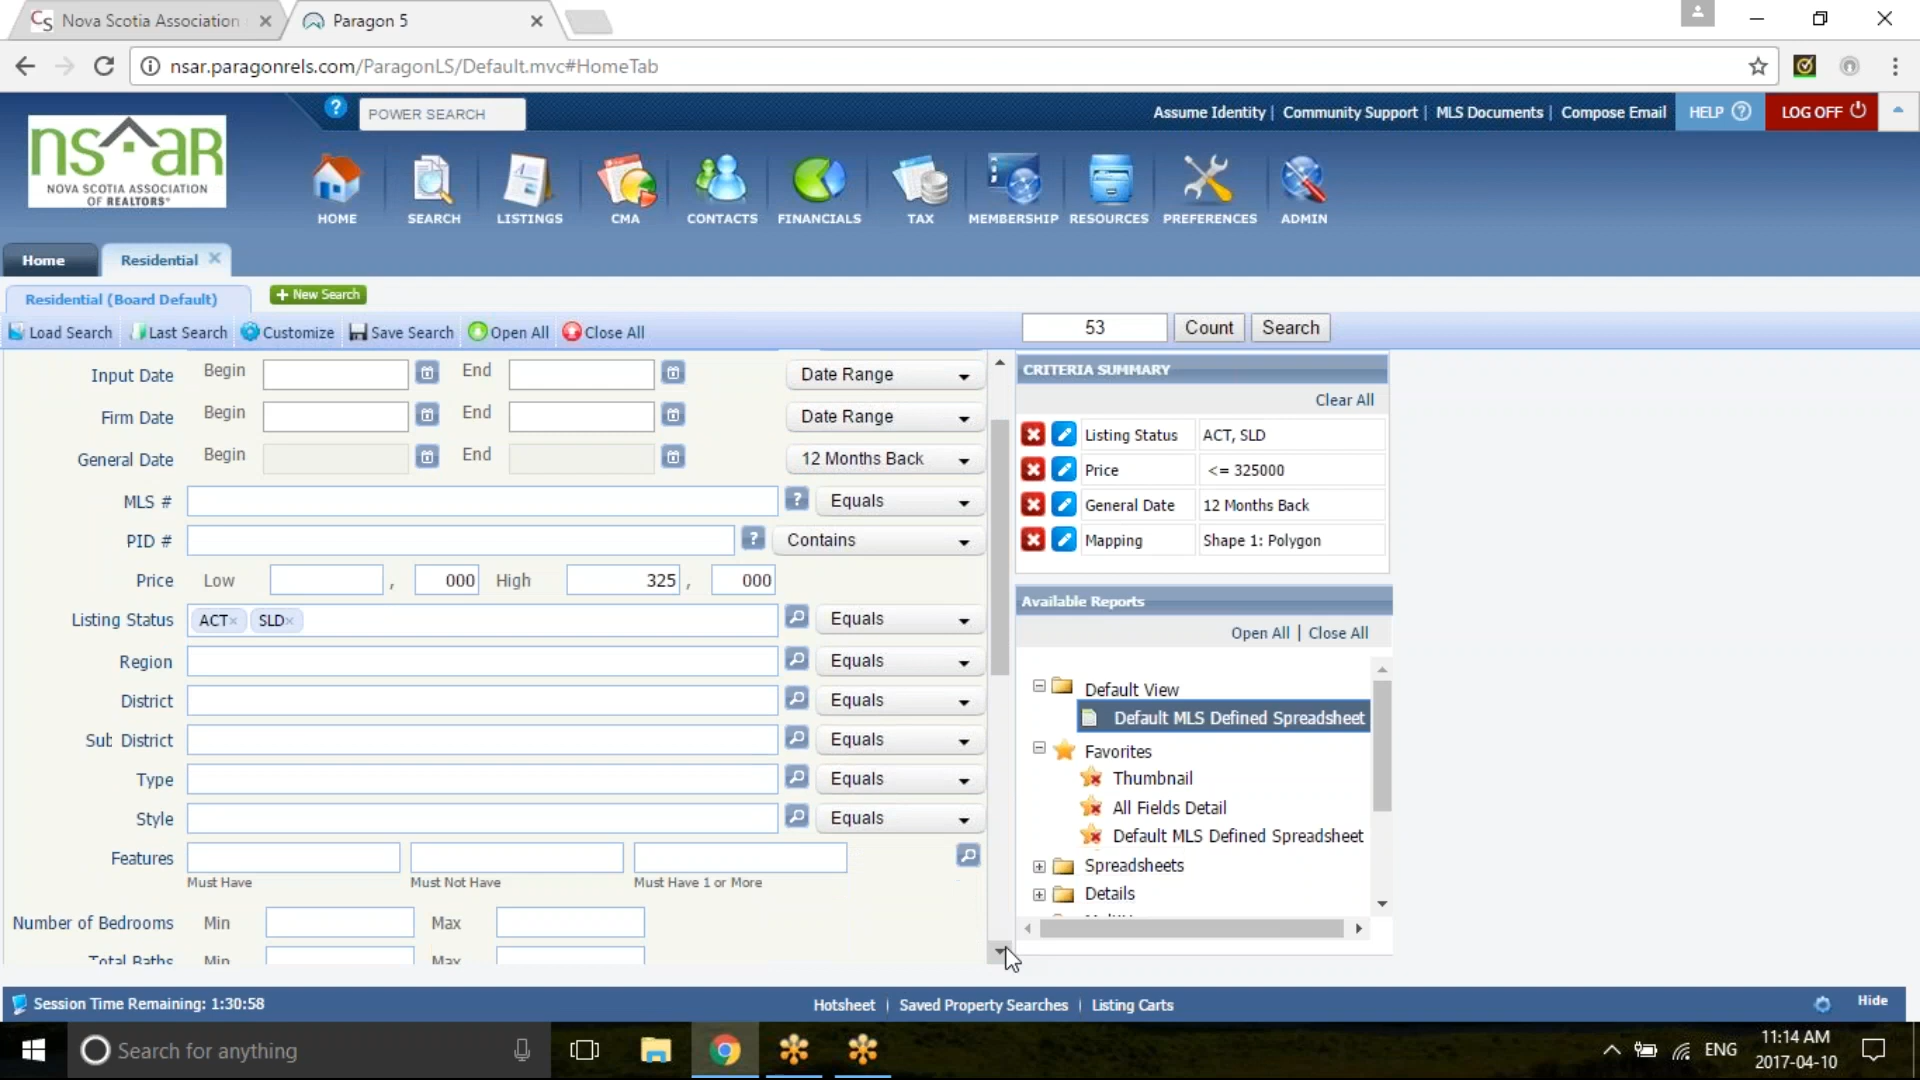 Nova Scotia Association
Paragon 5
nsar.paragonrels.com/ParagonLS/Default.mvc#HomeTab
nsar
NOVA SCOTIA ASSOCIATION
OF REALTORS®
POWER SEARCH
Assume Identity | Community Support | MLS Documents | Compose Email
HELP
LOG OFF
HOME
SEARCH
LISTINGS
CMA
CONTACTS
FINANCIALS
TAX
MEMBERSHIP
RESOURCES
PREFERENCES
ADMIN
Home
Residential
Residential (Board Default)
+ New Search
Load Search
Last Search
Customize
Save Search
Open All
Close All
53
Count
Search
Input Date Begin End Date Range
Firm Date Begin End Date Range
General Date Begin End 12 Months Back
MLS # ? Equals
PID # ? Contains
Price Low , 000 High 325 , 000
Listing Status ACT× SLD× Equals
Region Equals
District Equals
Sub District Equals
Type Equals
Style Equals
Features
Must Have Must Not Have Must Have 1 or More
Number of Bedrooms Min Max
Total Baths Min Max
CRITERIA SUMMARY
Clear All
Listing Status ACT, SLD
Price <= 325000
General Date 12 Months Back
Mapping Shape 1: Polygon
Available Reports
Open All | Close All
Default View
Default MLS Defined Spreadsheet
Favorites
Thumbnail
All Fields Detail
Default MLS Defined Spreadsheet
Spreadsheets
Details
Session Time Remaining: 1:30:58
Hotsheet | Saved Property Searches | Listing Carts
Hide
Search for anything
ENG
11:14 AM
2017-04-10